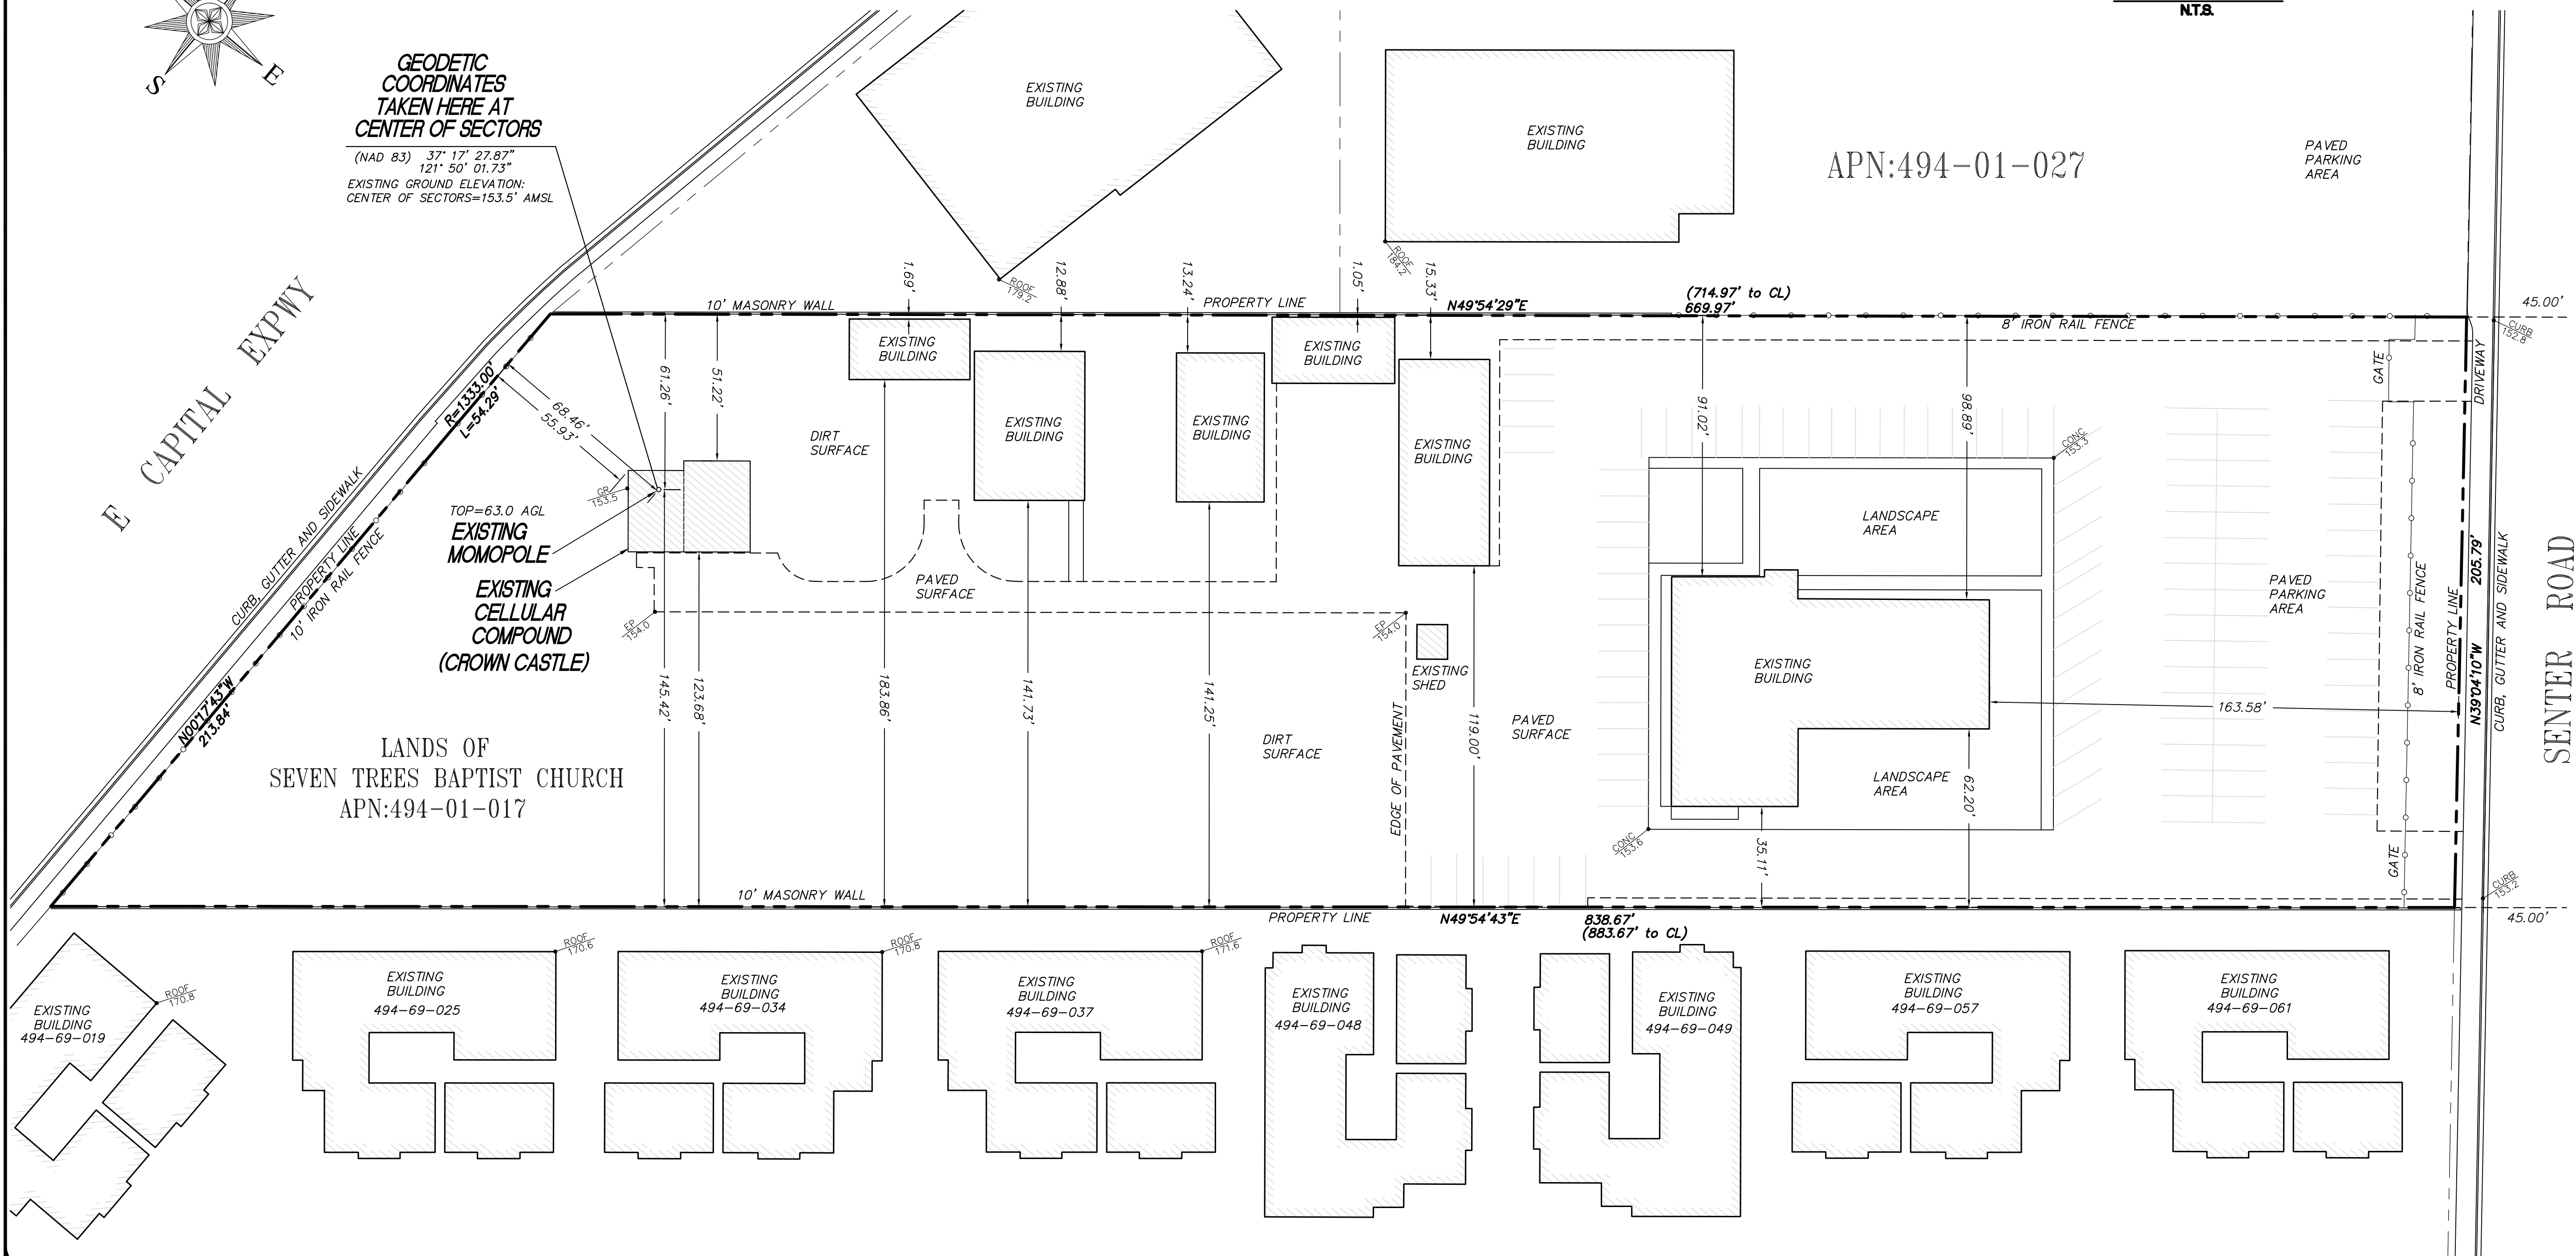 N.T.S.
S
E
GEODETIC
COORDINATES
TAKEN HERE AT
CENTER OF SECTORS
(NAD 83) 37° 17' 27.87"
121° 50' 01.73"
EXISTING GROUND ELEVATION:
CENTER OF SECTORS=153.5' AMSL
EXISTING
BUILDING
EXISTING
BUILDING
APN:494-01-027
PAVED
PARKING
AREA
ROOF
179.2
ROOF
184.2
E CAPITAL EXPWY
10' MASONRY WALL
1.69'
12.88'
13.24'
PROPERTY LINE
1.05'
15.33'
N49°54'29"E
(714.97' to CL)
669.97'
8' IRON RAIL FENCE
45.00'
CURB
152.8
R=1333.00'
L=54.29'
68.46'
55.93'
61.26'
51.22'
DIRT
SURFACE
EXISTING
BUILDING
EXISTING
BUILDING
EXISTING
BUILDING
EXISTING
BUILDING
EXISTING
BUILDING
91.02'
98.89'
GATE
DRIVEWAY
CONC
153.3
GR
153.5
TOP=63.0 AGL
EXISTING
MOMOPOLE
EXISTING
CELLULAR
COMPOUND
(CROWN CASTLE)
CURB, GUTTER AND SIDEWALK
PROPERTY LINE
10' IRON RAIL FENCE
PAVED
SURFACE
EP
154.0
EP
154.0
EXISTING
SHED
LANDSCAPE
AREA
EXISTING
BUILDING
LANDSCAPE
AREA
PAVED
PARKING
AREA
8' IRON RAIL FENCE
PROPERTY LINE
N39°04'10"W 205.79'
CURB, GUTTER AND SIDEWALK
SENTER ROAD
163.58'
145.42'
123.68'
183.86'
141.73'
141.25'
119.00'
DIRT
SURFACE
EDGE OF PAVEMENT
PAVED
SURFACE
62.20'
35.11'
CONC
153.6
GATE
N00°17'43"W
213.84'
LANDS OF
SEVEN TREES BAPTIST CHURCH
APN:494-01-017
10' MASONRY WALL
PROPERTY LINE
N49°54'43"E
838.67'
(883.67' to CL)
CURB
153.2
45.00'
ROOF
170.8
EXISTING
BUILDING
494-69-019
ROOF
170.6
EXISTING
BUILDING
494-69-025
ROOF
170.8
EXISTING
BUILDING
494-69-034
ROOF
171.6
EXISTING
BUILDING
494-69-037
EXISTING
BUILDING
494-69-048
EXISTING
BUILDING
494-69-049
EXISTING
BUILDING
494-69-057
EXISTING
BUILDING
494-69-061